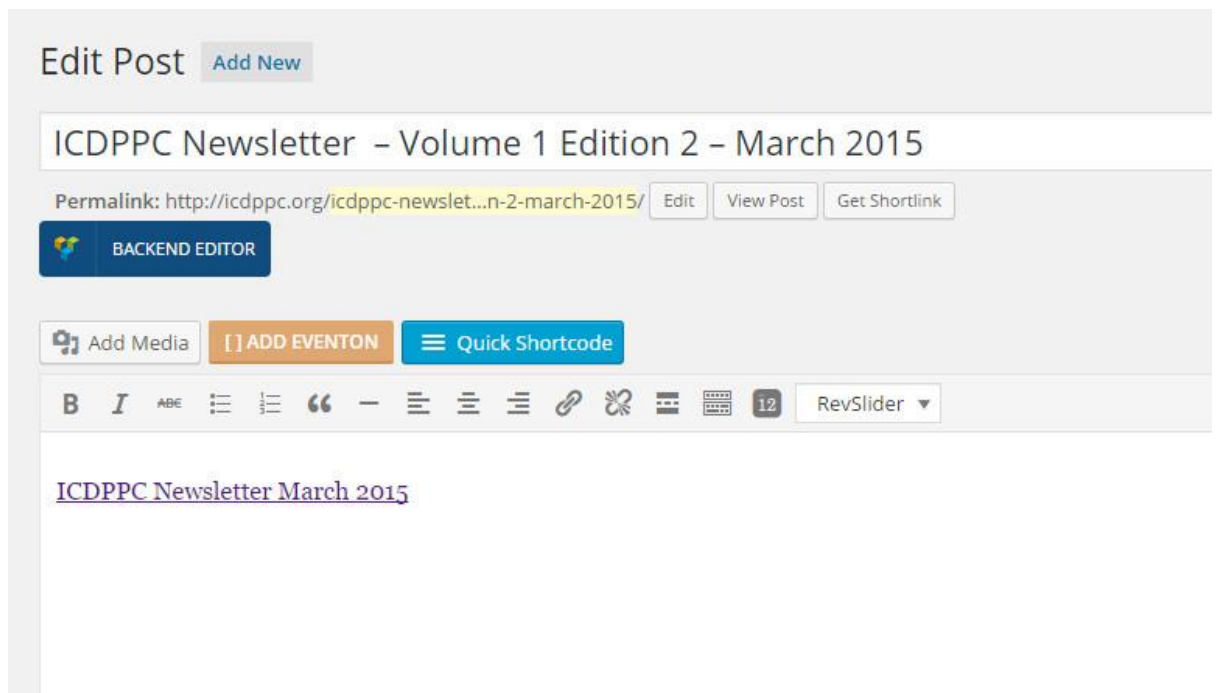 Edit Post Add New
ICDPPC Newsletter – Volume 1 Edition 2 – March 2015
Permalink: http://icdppc.org/icdppc-newslet...n-2-march-2015/ Edit View Post Get Shortlink
BACKEND EDITOR
Add Media [ ] ADD EVENTON Quick Shortcode
B I ABC 12 RevSlider
ICDPPC Newsletter March 2015